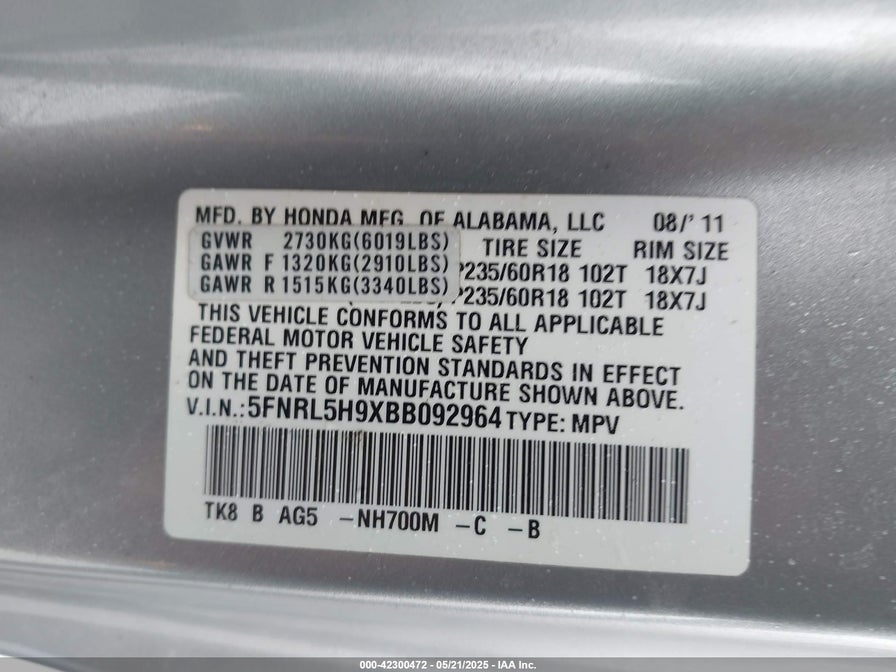 MFD. BY HONDA MFG. OF ALABAMA, LLC 08/' 11
GVWR 2730KG(6019LBS) TIRE SIZE RIM SIZE
GAWR F 1320KG(2910LBS) P235/60R18 102T 18X7J
GAWR R 1515KG(3340LBS) P235/60R18 102T 18X7J
THIS VEHICLE CONFORMS TO ALL APPLICABLE
FEDERAL MOTOR VEHICLE SAFETY
AND THEFT PREVENTION STANDARDS IN EFFECT
ON THE DATE OF MANUFACTURE SHOWN ABOVE.
V.I.N.: 5FNRL5H9XBB092964 TYPE: MPV
TK8 B AG5 -NH700M -C -B
000-42300472 - 05/21/2025 - IAA Inc.